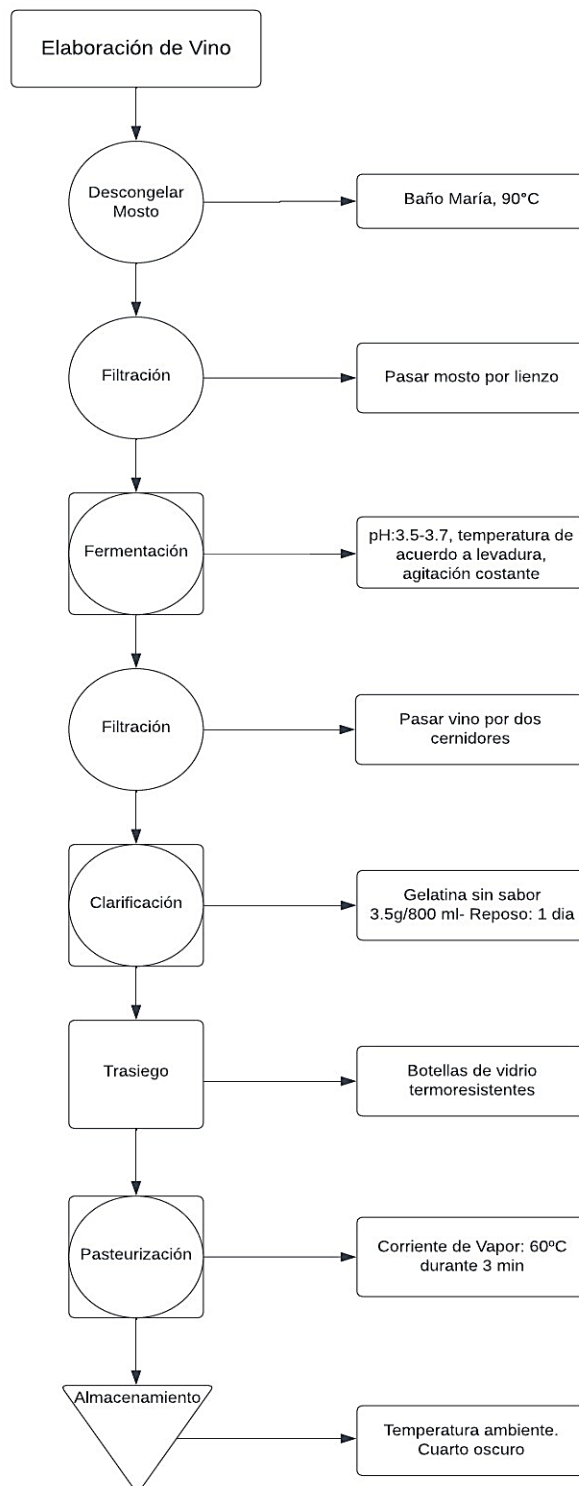 Elaboración de Vino
Descongelar
Mosto
Baño María, 90°C
Filtración
Pasar mosto por lienzo
Fermentación
pH:3.5-3.7, temperatura de
acuerdo a levadura,
agitación costante
Filtración
Pasar vino por dos
cernidores
Clarificación
Gelatina sin sabor
3.5g/800 ml- Reposo: 1 dia
Trasiego
Botellas de vidrio
termoresistentes
Pasteurización
Corriente de Vapor: 60ºC
durante 3 min
Almacenamiento
Temperatura ambiente.
Cuarto oscuro